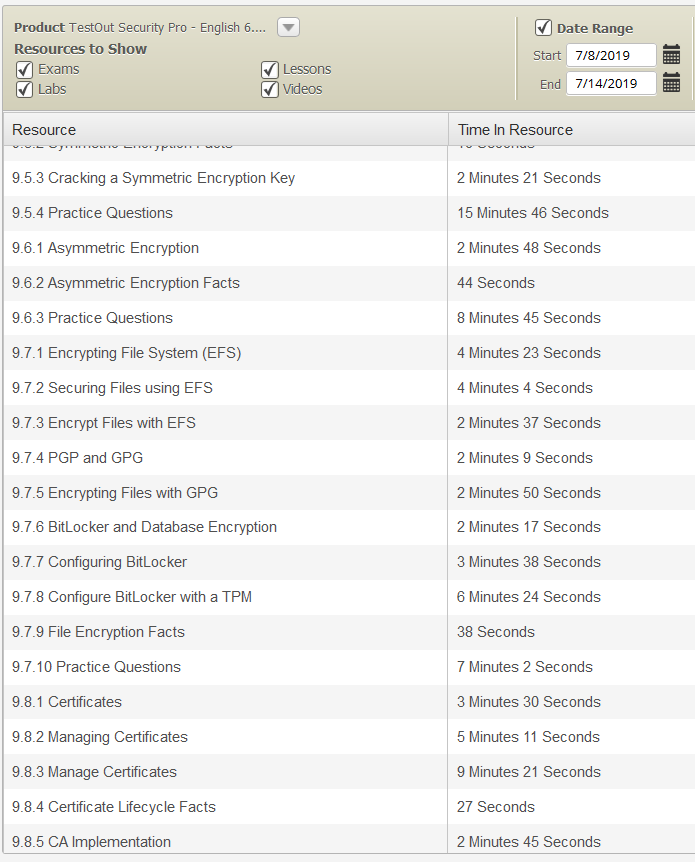 Product TestOut Security Pro - English 6....
Date Range
Resources to Show
Start 7/8/2019
Exams
Lessons
End 7/14/2019
Labs
Videos
Resource Time In Resource
Symmetric Encryption Facts Seconds
9.5.3 Cracking a Symmetric Encryption Key 2 Minutes 21 Seconds
9.5.4 Practice Questions 15 Minutes 46 Seconds
9.6.1 Asymmetric Encryption 2 Minutes 48 Seconds
9.6.2 Asymmetric Encryption Facts 44 Seconds
9.6.3 Practice Questions 8 Minutes 45 Seconds
9.7.1 Encrypting File System (EFS) 4 Minutes 23 Seconds
9.7.2 Securing Files using EFS 4 Minutes 4 Seconds
9.7.3 Encrypt Files with EFS 2 Minutes 37 Seconds
9.7.4 PGP and GPG 2 Minutes 9 Seconds
9.7.5 Encrypting Files with GPG 2 Minutes 50 Seconds
9.7.6 BitLocker and Database Encryption 2 Minutes 17 Seconds
9.7.7 Configuring BitLocker 3 Minutes 38 Seconds
9.7.8 Configure BitLocker with a TPM 6 Minutes 24 Seconds
9.7.9 File Encryption Facts 38 Seconds
9.7.10 Practice Questions 7 Minutes 2 Seconds
9.8.1 Certificates 3 Minutes 30 Seconds
9.8.2 Managing Certificates 5 Minutes 11 Seconds
9.8.3 Manage Certificates 9 Minutes 21 Seconds
9.8.4 Certificate Lifecycle Facts 27 Seconds
9.8.5 CA Implementation 2 Minutes 45 Seconds